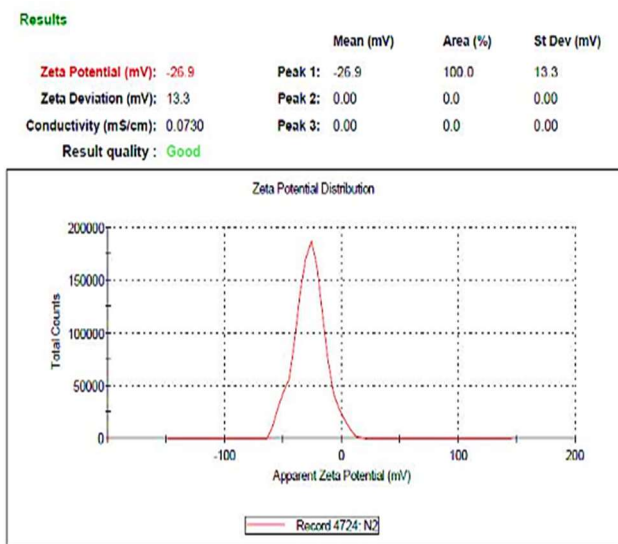 Results
Mean (mV) Area (%) St Dev (mV)
Zeta Potential (mV): -26.9 Peak 1: -26.9 100.0 13.3
Zeta Deviation (mV): 13.3 Peak 2: 0.00 0.0 0.00
Conductivity (mS/cm): 0.0730 Peak 3: 0.00 0.0 0.00
Result quality : Good
Zeta Potential Distribution
200000
150000
100000
50000
0
Total Counts
-100 0 100 200
Apparent Zeta Potential (mV)
Record 4724: N2